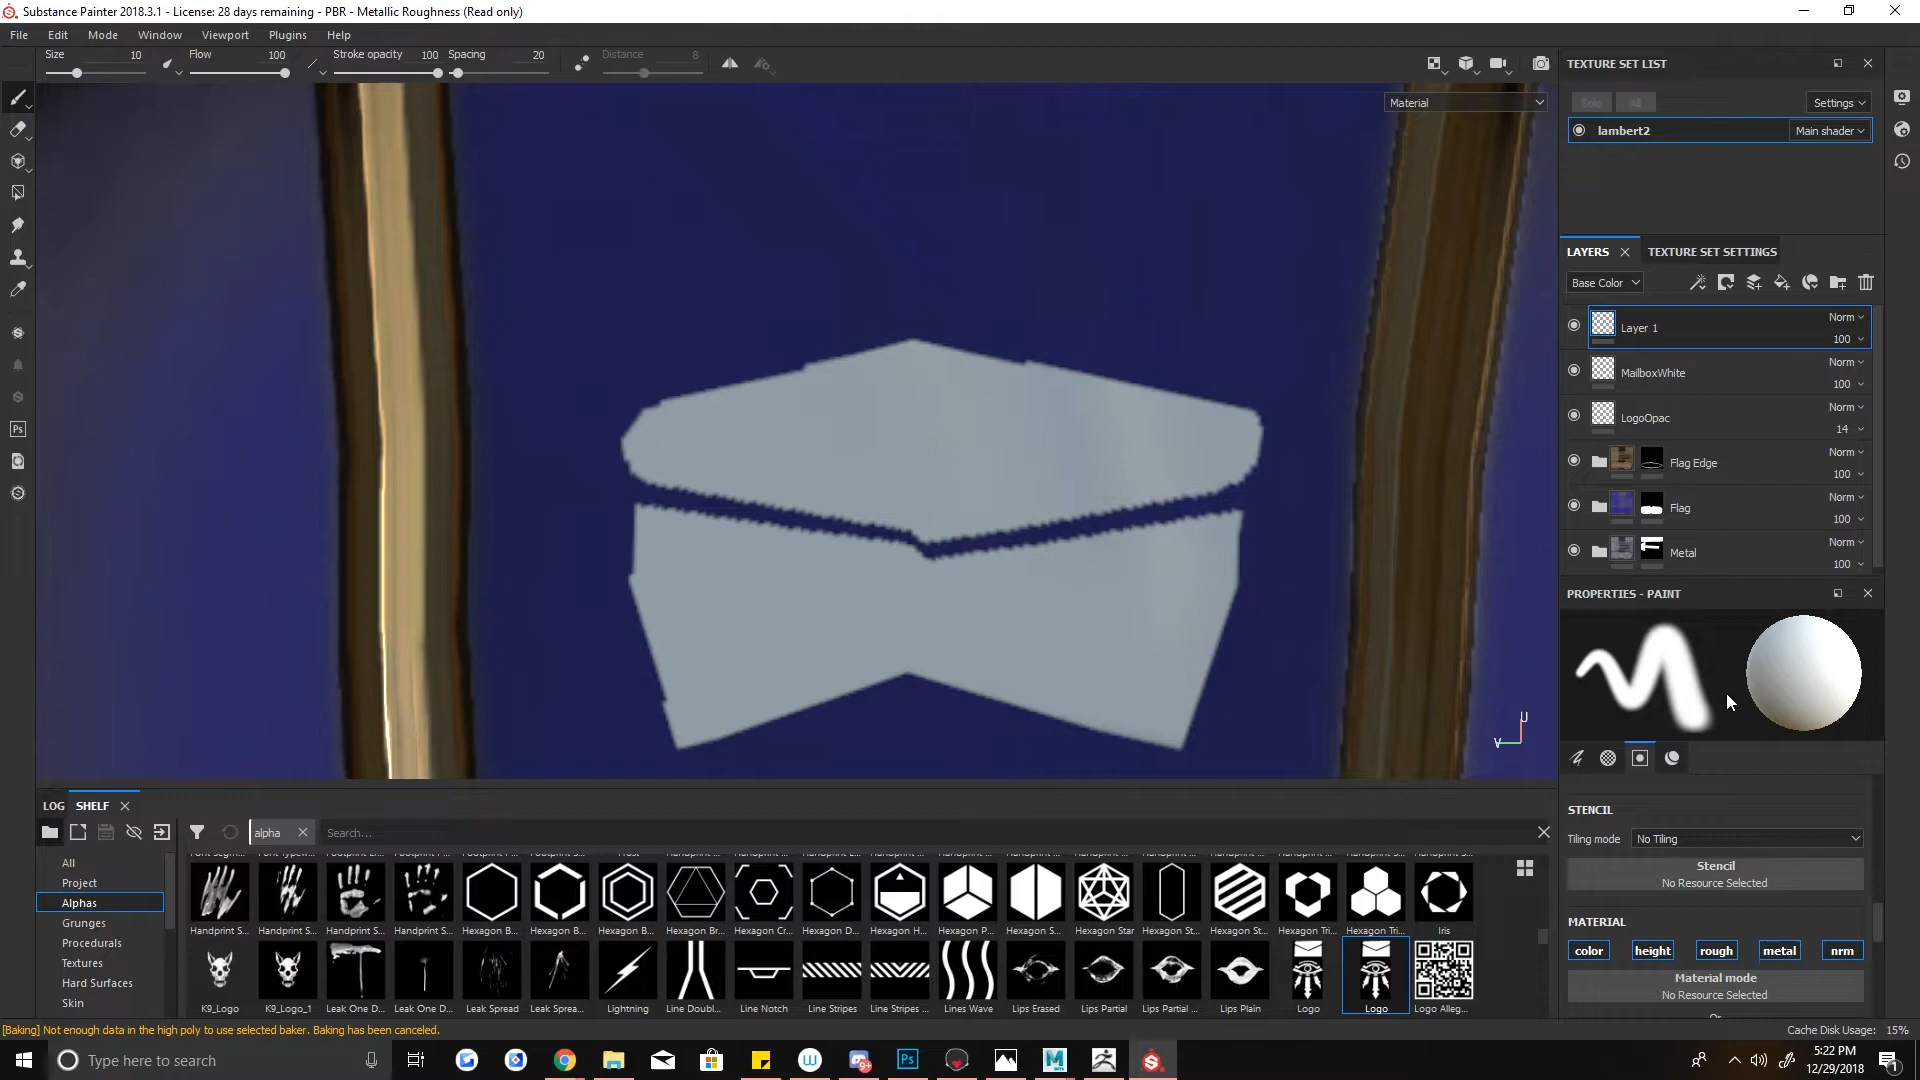 Substance Painter 2018.3.1 - License: 28 days remaining - PBR - Metallic Roughness (Read only)
File Edit Mode Window Viewport Plugins Help
Size 10 Flow 100 Stroke opacity 100 Spacing 20 Distance 8
Material
TEXTURE SET LIST
Solo All Settings
lambert2 Main shader
LAYERS TEXTURE SET SETTINGS
Base Color
Layer 1 Norm 100
MailboxWhite Norm 100
LogoOpac Norm 14
Flag Edge Norm 100
Flag Norm 100
Metal Norm 100
PROPERTIES - PAINT
U
V
STENCIL
Tiling mode No Tiling
Stencil
No Resource Selected
MATERIAL
color height rough metal nrm
Material mode
No Resource Selected
Or
LOG SHELF
alpha Search...
All
Project
Alphas
Grunges
Procedurals
Textures
Hard Surfaces
Skin
Handprint S... Handprint S... Handprint S... Handprint S... Hexagon B... Hexagon B... Hexagon B... Hexagon Br... Hexagon Cr... Hexagon D... Hexagon H... Hexagon P... Hexagon S... Hexagon Star Hexagon St... Hexagon St... Hexagon Tri... Hexagon Tri... Iris
K9_Logo K9_Logo_1 Leak One D... Leak One D... Leak Spread Leak Sprea... Lightning Line Doubl... Line Notch Line Stripes Line Stripes ... Lines Wave Lips Erased Lips Partial Lips Partial ... Lips Plain Logo Logo Logo Alleg...
[Baking] Not enough data in the high poly to use selected baker. Baking has been canceled.
Cache Disk Usage: 15%
Type here to search
Ps
9+
M
5:22 PM
12/29/2018
1